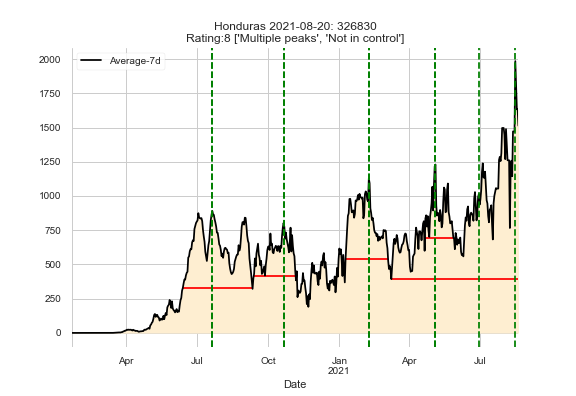 Honduras 2021-08-20: 326830
Rating:8 ['Multiple peaks', 'Not in control']
Average-7d
2000
1750
1500
1250
1000
750
500
250
0
Apr
Jul
Oct
Jan
2021
Apr
Jul
Date